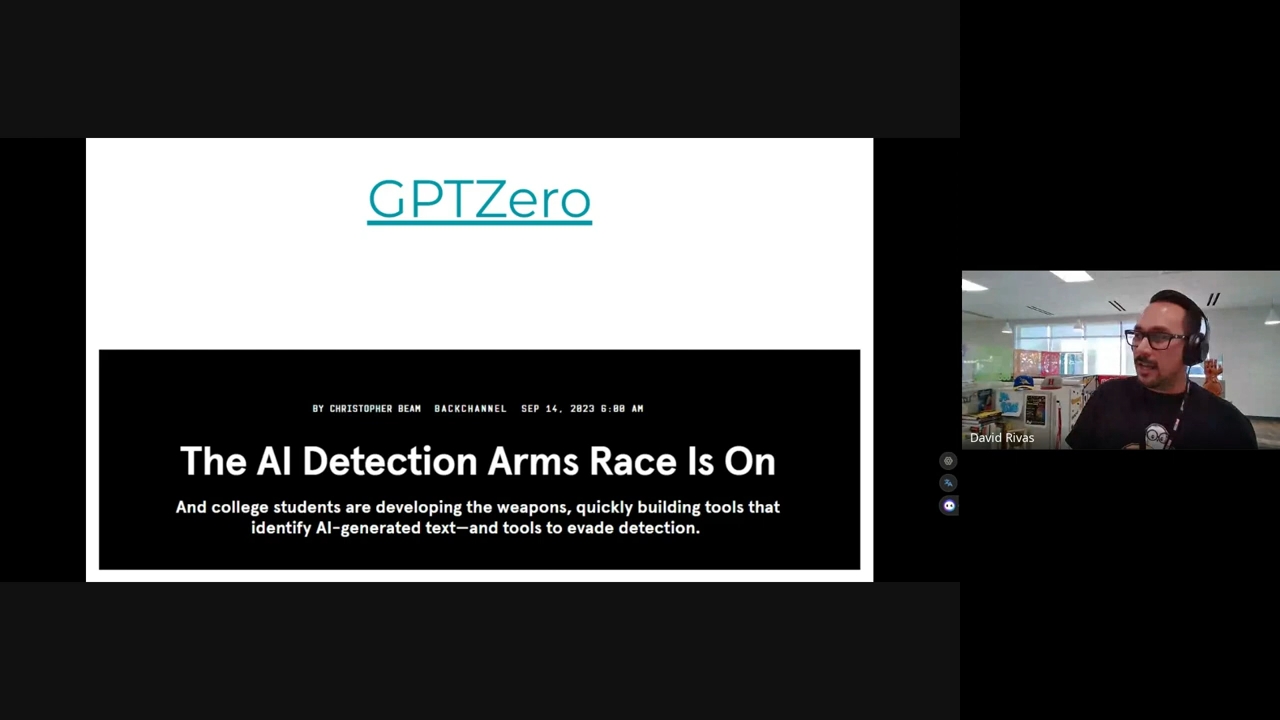 GPTZero
BY CHRISTOPHER BEAM BACKCHANNEL SEP 14, 2023 6:00 AM
The AI Detection Arms Race Is On
And college students are developing the weapons, quickly building tools that
identify AI-generated text—and tools to evade detection.
David Rivas